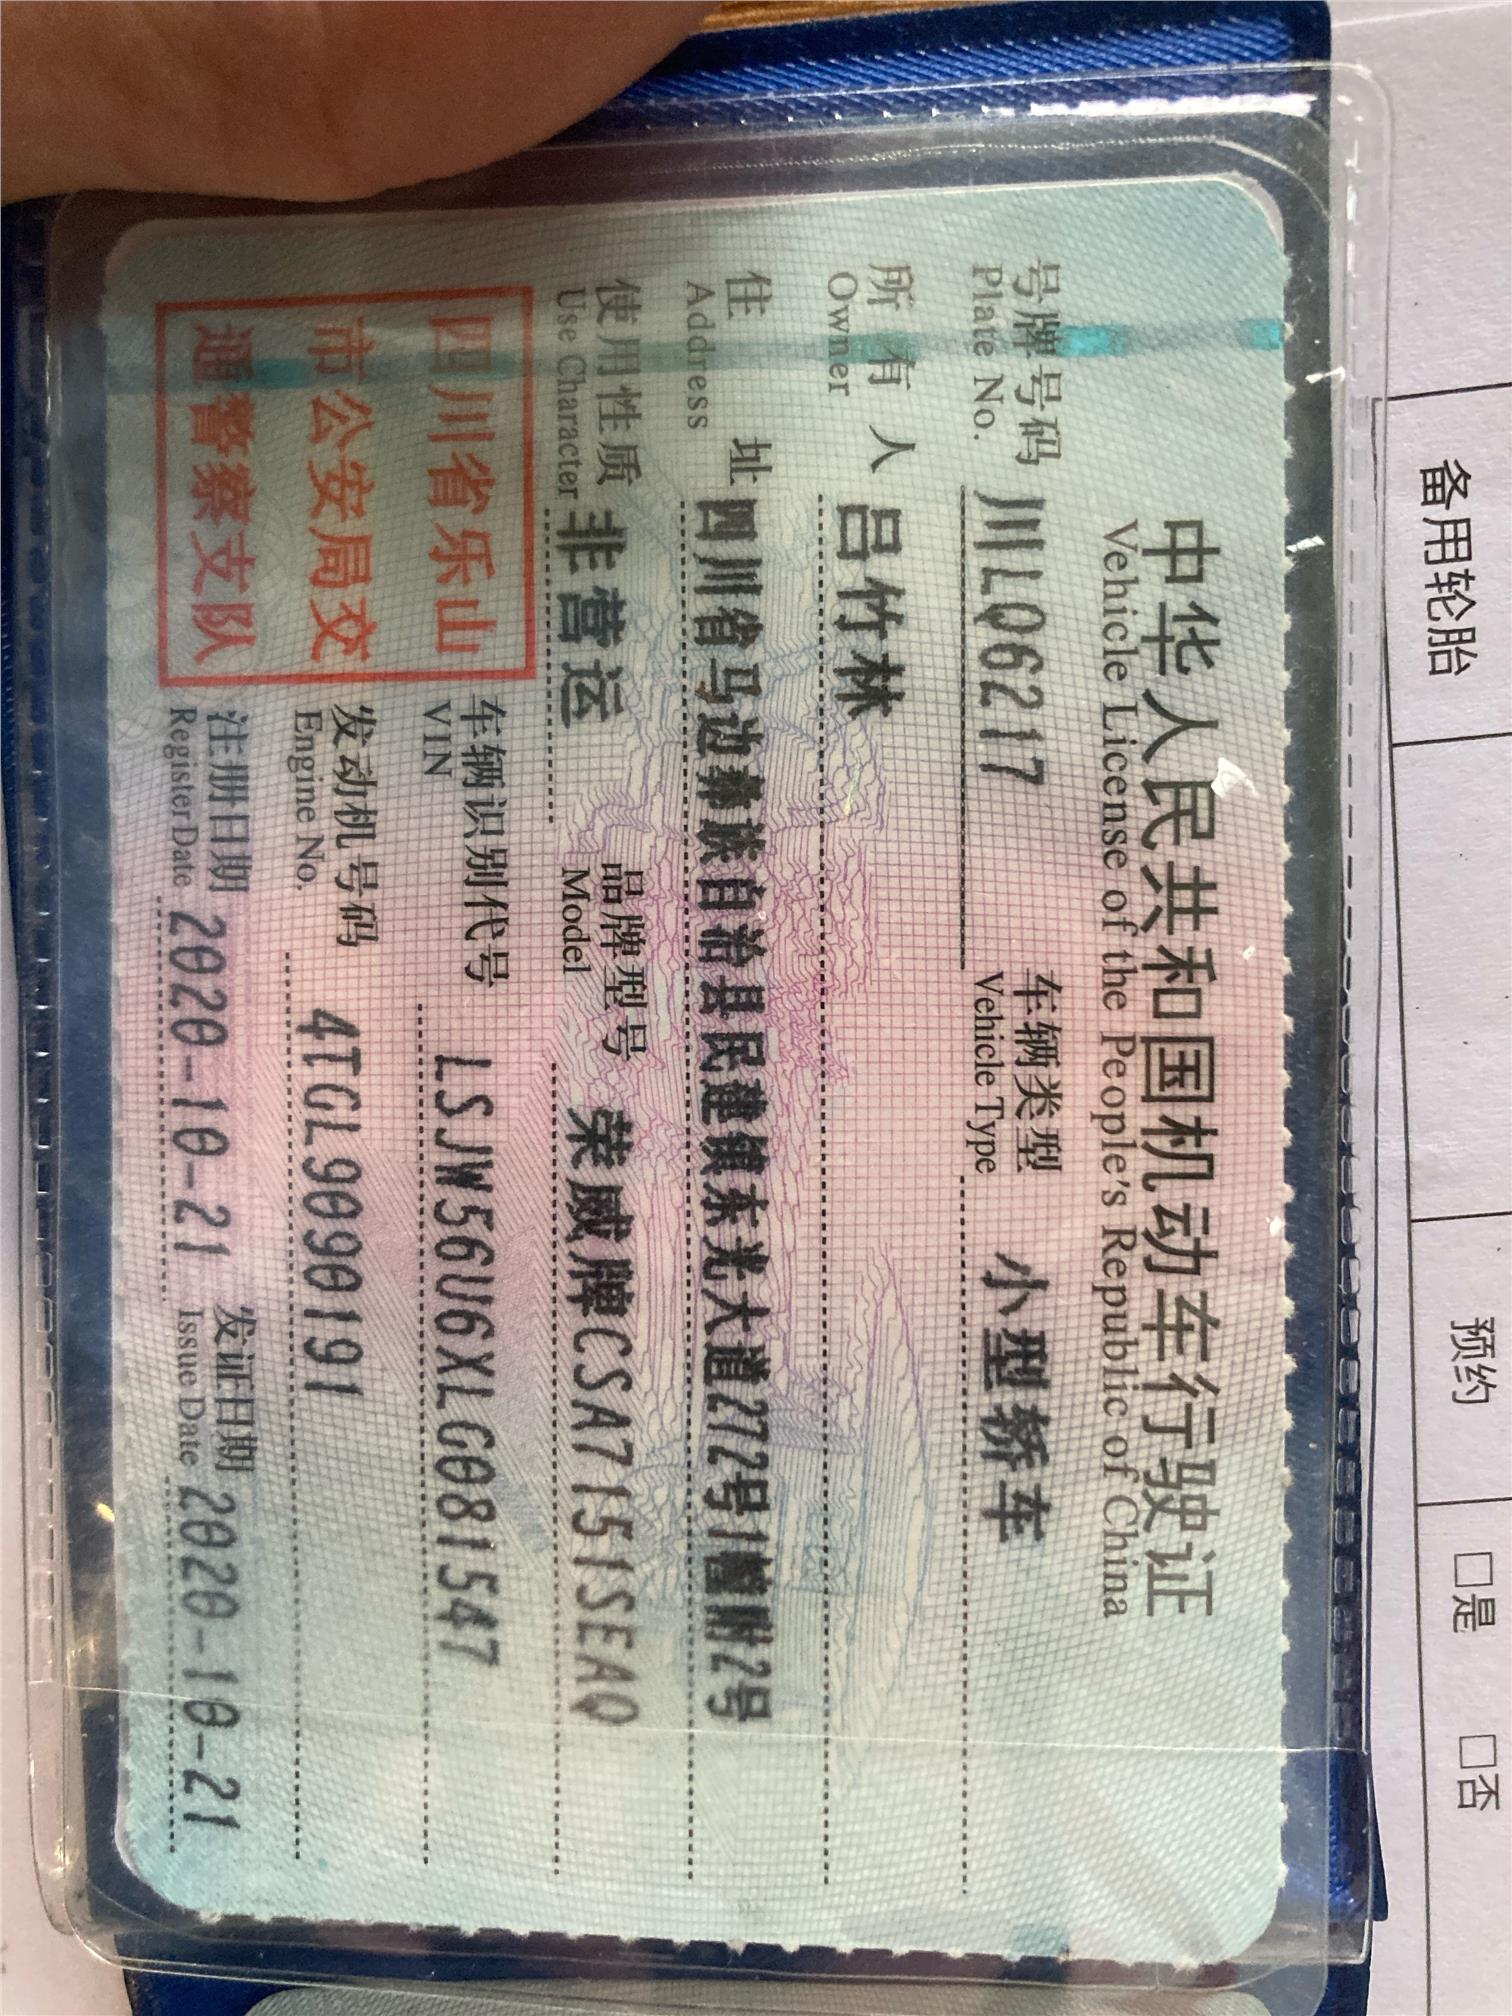 中华人民共和国机动车行驶证
Vehicle License of the People's Republic of China
号牌号码 川LQ6217 车辆类型 小型轿车
Plate No. Vehicle Type
所有人 吕竹林
Owner
住址 四川省马边彝族自治县民建镇东光大道272号1幢附2号
Address
使用性质 非营运 品牌型号 荣威牌CSA7151SEAQ
Use Character Model
四川省乐山
市公安局交
通警察支队
车辆识别代号 LSJW56U6XLG081547
VIN
发动机号码 4TGL9090191
Engine No.
注册日期 2020-10-21 发证日期 2020-10-21
Register Date Issue Date
备用轮胎 预约 □是 □否